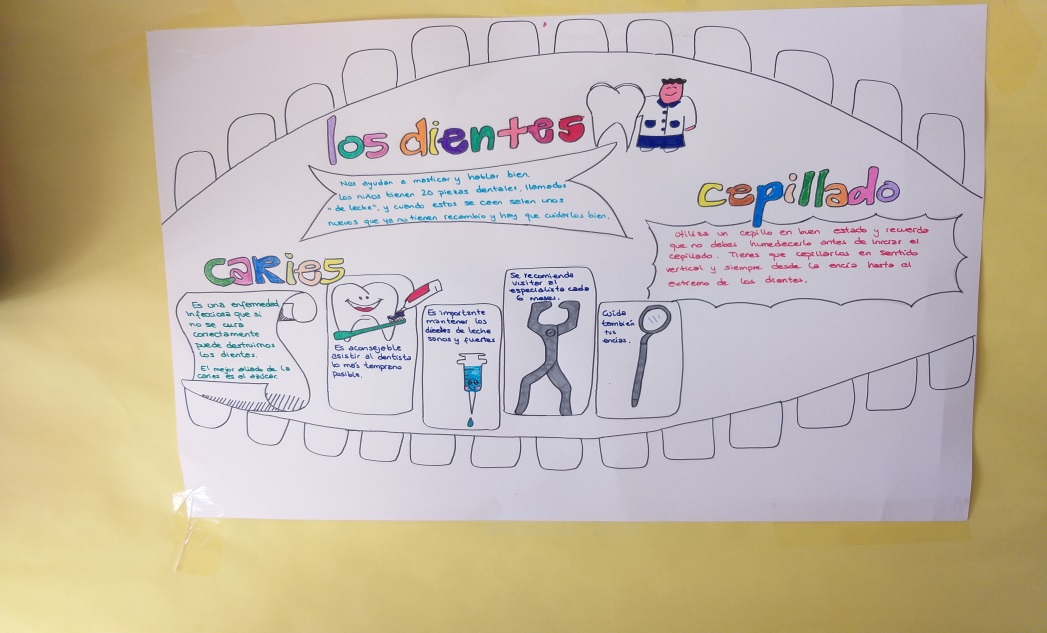 los dientes
Nos ayudan a masticar y hablar bien.
Los niños tienen 20 piezas dentales, llamados
"de leche", y cuando estos se caen salen unos
nuevos que ya no tienen recambio y hay que cuidarlos bien.
cepillado
Utiliza un cepillo en buen estado y recuerda
que no debes humedecerlo antes de iniciar el
cepillado. Tienes que cepillarlos en sentido
vertical y siempre desde la encía hasta el
extremo de los dientes.
caries
Es una enfermedad
infecciosa que si
no se cura
correctamente
puede destruirnos
los dientes.
El mejor aliado de la
caries es el azúcar.
Es aconsejable
asistir al dentista
lo más temprano
posible.
Es importante
mantener los
dientes de leche
sanos y fuertes
Se recomienda
visitar al
especialista cada
6 meses.
Cuida
también
tus
encías.